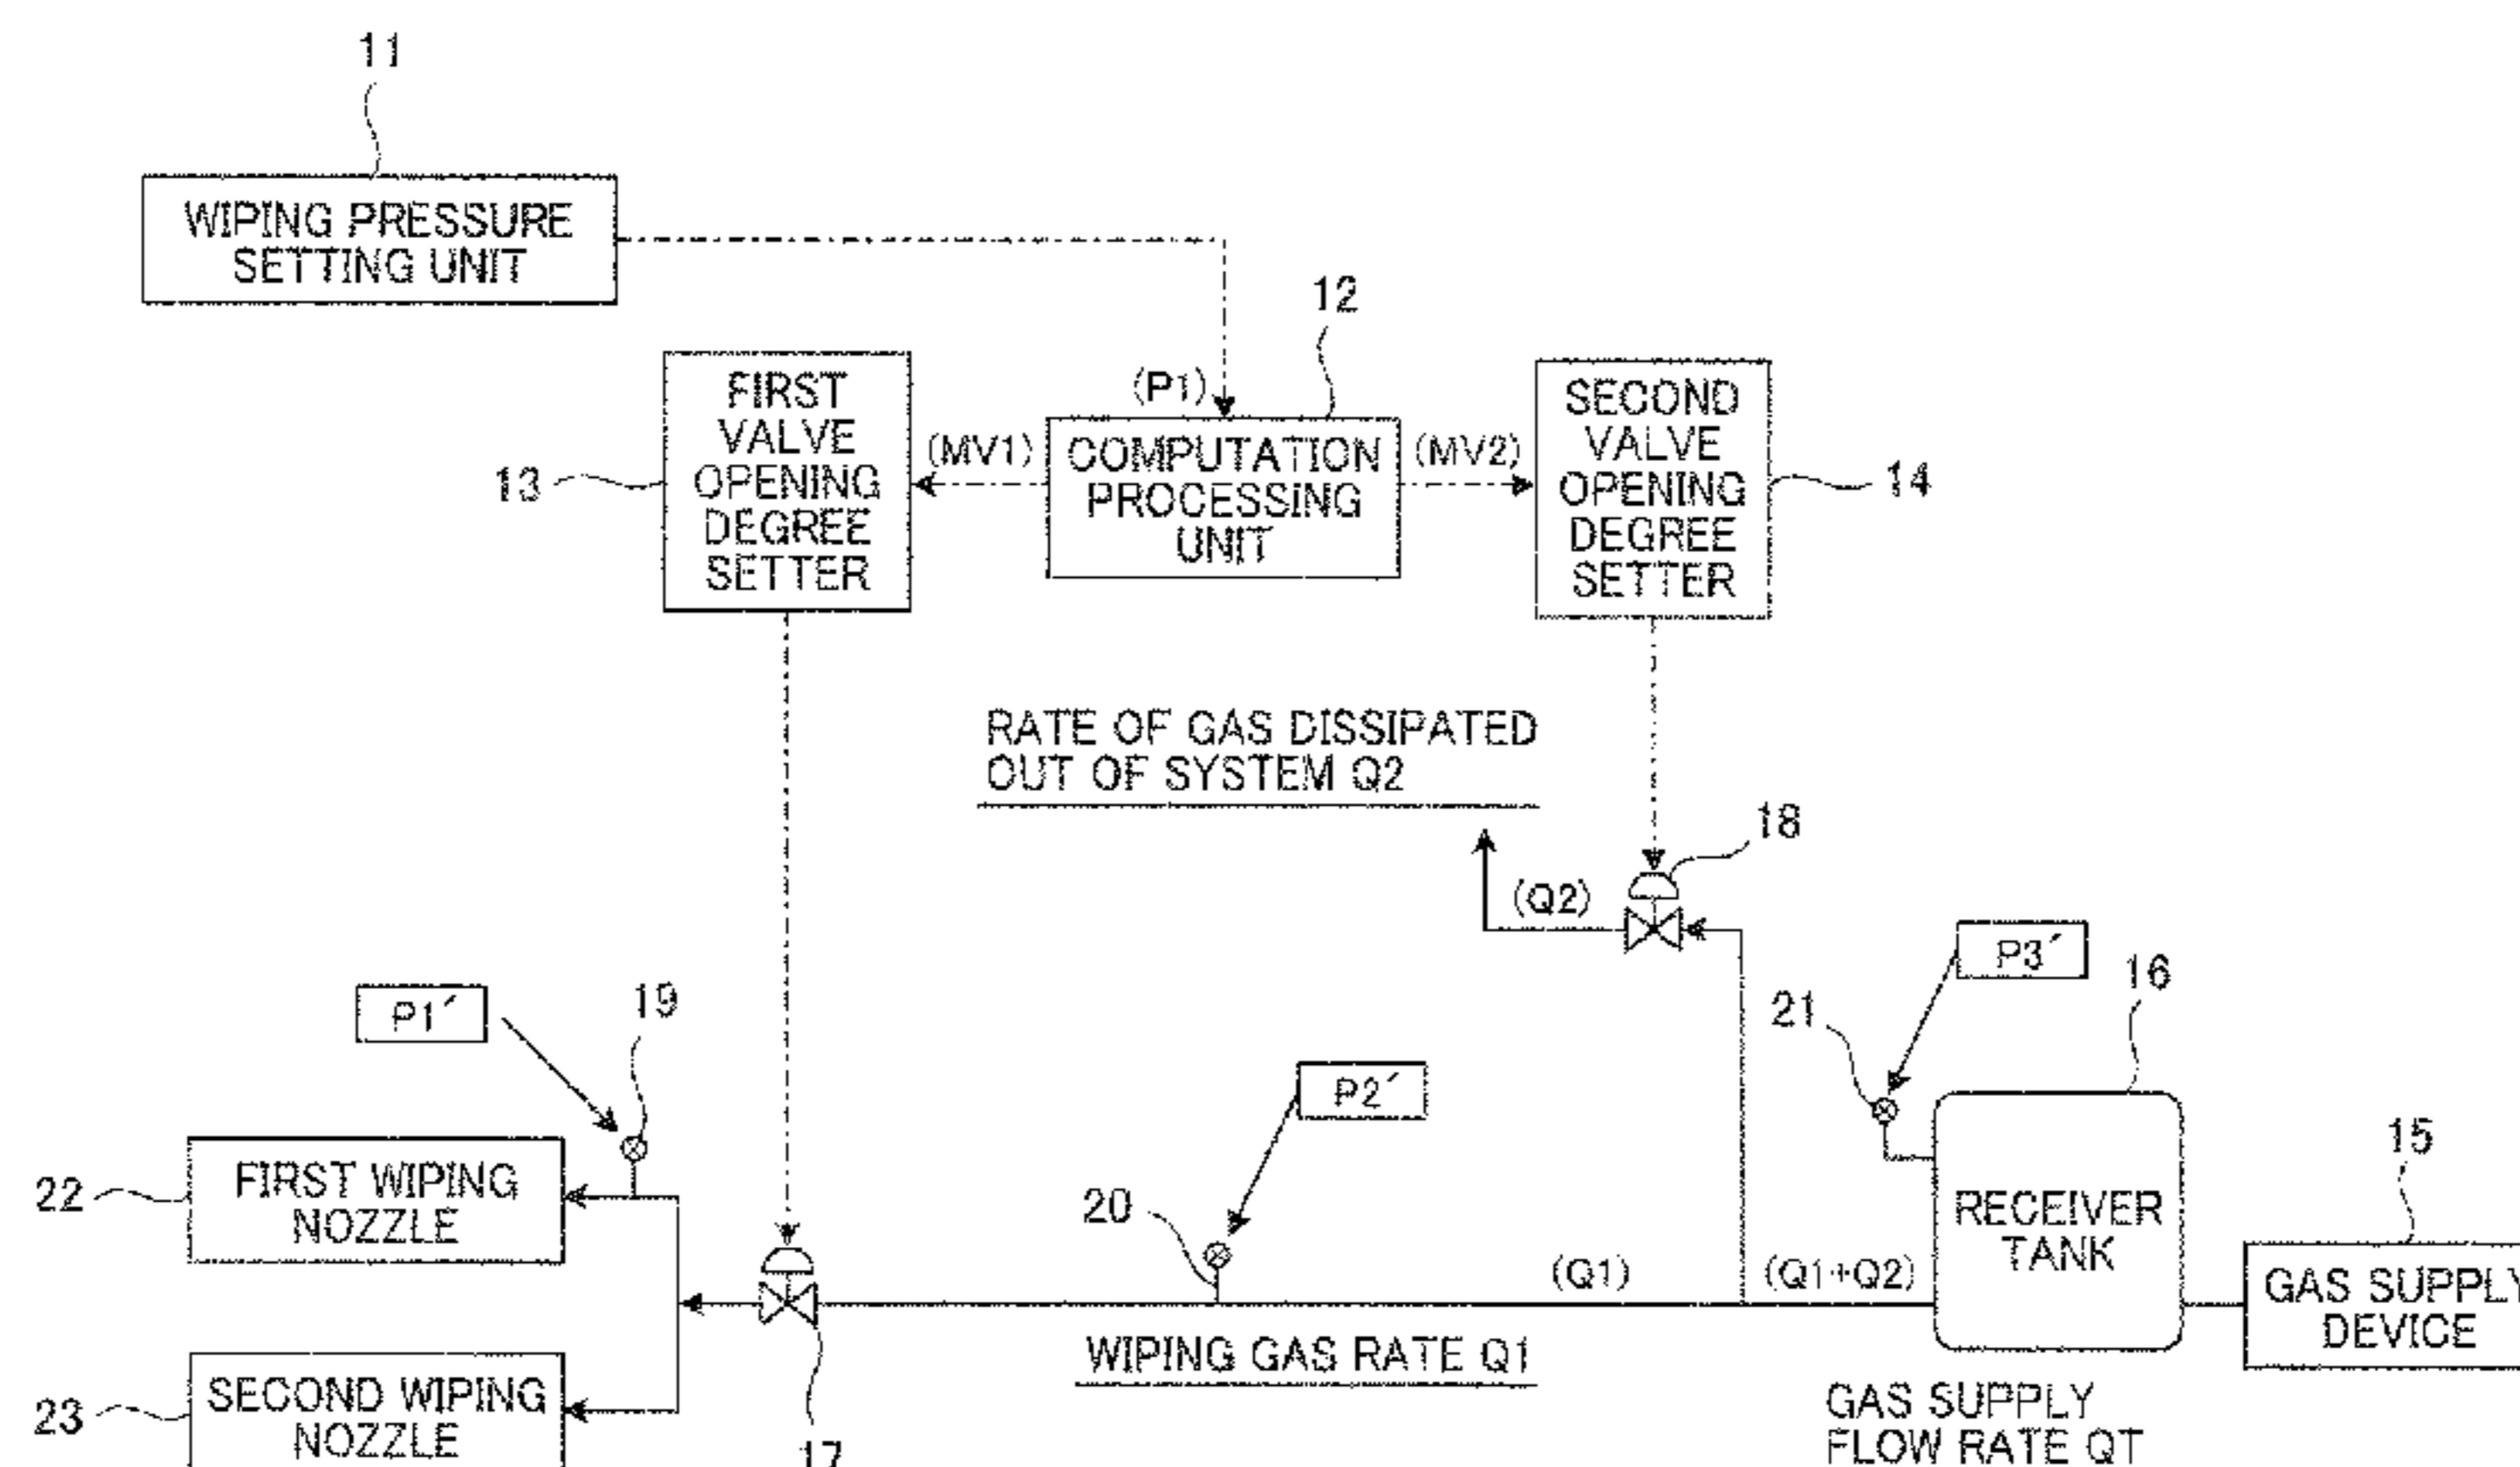 11
WIPING PRESSURE
SETTING UNIT
12
(P1)
FIRST
VALVE
OPENING
DEGREE
SETTER
13
(MV1)
COMPUTATION
PROCESSING
UNIT
(MV2)
SECOND
VALVE
OPENING
DEGREE
SETTER
14
RATE OF GAS DISSIPATED
OUT OF SYSTEM Q2
18
(Q2)
P3´
16
21
P1´
19
P2´
15
22
FIRST WIPING
NOZZLE
20
RECEIVER
TANK
(Q1)
(Q1+Q2)
GAS SUPPLY
DEVICE
WIPING GAS RATE Q1
23
SECOND WIPING
NOZZLE
17
GAS SUPPLY
FLOW RATE QT